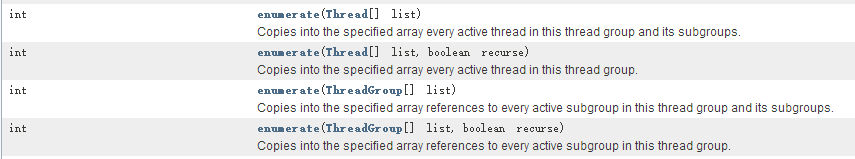 int enumerate(Thread[] list)
Copies into the specified array every active thread in this thread group and its subgroups.
int enumerate(Thread[] list, boolean recurse)
Copies into the specified array every active thread in this thread group.
int enumerate(ThreadGroup[] list)
Copies into the specified array references to every active subgroup in this thread group and its subgroups.
int enumerate(ThreadGroup[] list, boolean recurse)
Copies into the specified array references to every active subgroup in this thread group.